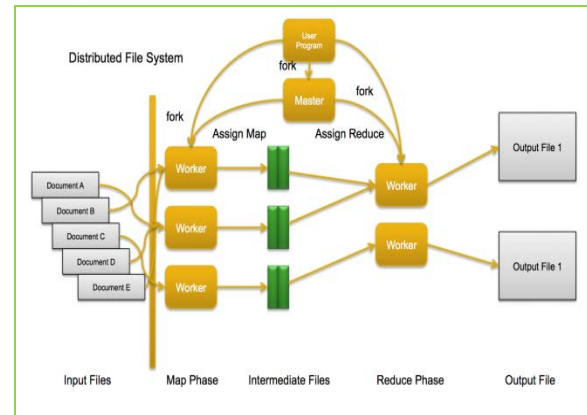 User
Program
Distributed File System
fork
fork
fork
Master
Assign Map
Assign Reduce
Worker
Worker
Output File 1
Document A
Document B
Worker
Document C
Worker
Document D
Document E
Worker
Output File 1
Input Files
Map Phase
Intermediate Files
Reduce Phase
Output File